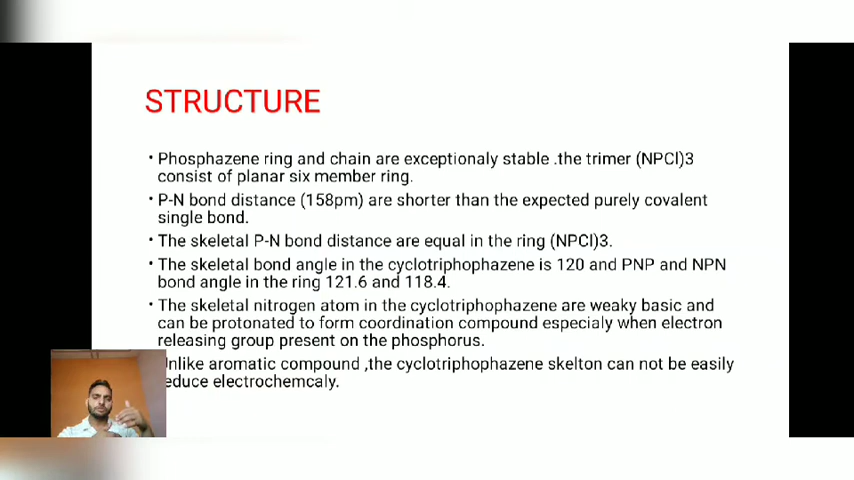 STRUCTURE
• Phosphazene ring and chain are exceptionaly stable .the trimer (NPCl)3
consist of planar six member ring.
• P-N bond distance (158pm) are shorter than the expected purely covalent
single bond.
• The skeletal P-N bond distance are equal in the ring (NPCl)3.
• The skeletal bond angle in the cyclotriphophazene is 120 and PNP and NPN
bond angle in the ring 121.6 and 118.4.
• The skeletal nitrogen atom in the cyclotriphophazene are weaky basic and
can be protonated to form coordination compound especialy when electron
releasing group present on the phosphorus.
nlike aromatic compound ,the cyclotriphophazene skelton can not be easily
educe electrochemcaly.